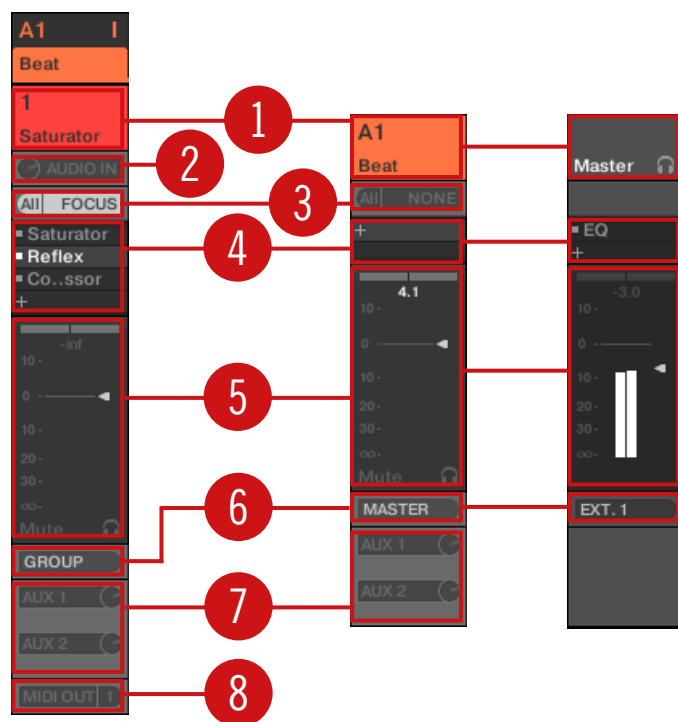 A1 I
Beat
1
Saturator
AUDIO IN
All FOCUS
Saturator
Reflex
Co..ssor
+
-inf
10 -
0 -
10 -
20 -
30 -
∞-
Mute
GROUP
AUX 1
AUX 2
MIDI OUT 1
1
2
3
4
5
6
7
8
A1
Beat
All NONE
+
4.1
10 -
0 -
10 -
20 -
30 -
∞-
Mute
MASTER
AUX 1
AUX 2
Master
EQ
+
-3.0
10 -
0 -
10 -
20 -
30 -
∞-
EXT. 1